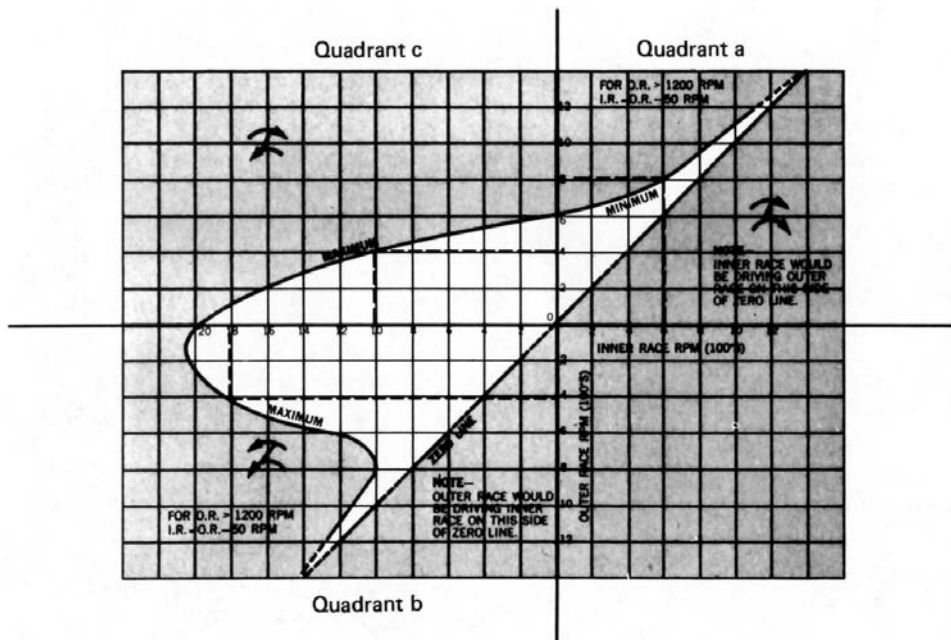 Quadrant c
Quadrant a
FOR O.R. > 1200 RPM
I.R. - O.R. - 50 RPM
12
10
8
6
4
2
0
MINIMUM
MAXIMUM
NOTE—
INNER RACE WOULD
BE DRIVING OUTER
RACE ON THIS SIDE
OF ZERO LINE.
20 18 16 14 12 10 8 6 4 2
2 4 6 8 10 12
INNER RACE RPM (100'S)
2
4
6
8
10
12
OUTER RACE RPM (100'S)
MAXIMUM
ZERO LINE
NOTE—
OUTER RACE WOULD
BE DRIVING INNER
RACE ON THIS SIDE
OF ZERO LINE.
FOR O.R. > 1200 RPM
I.R. - O.R. - 50 RPM
Quadrant b